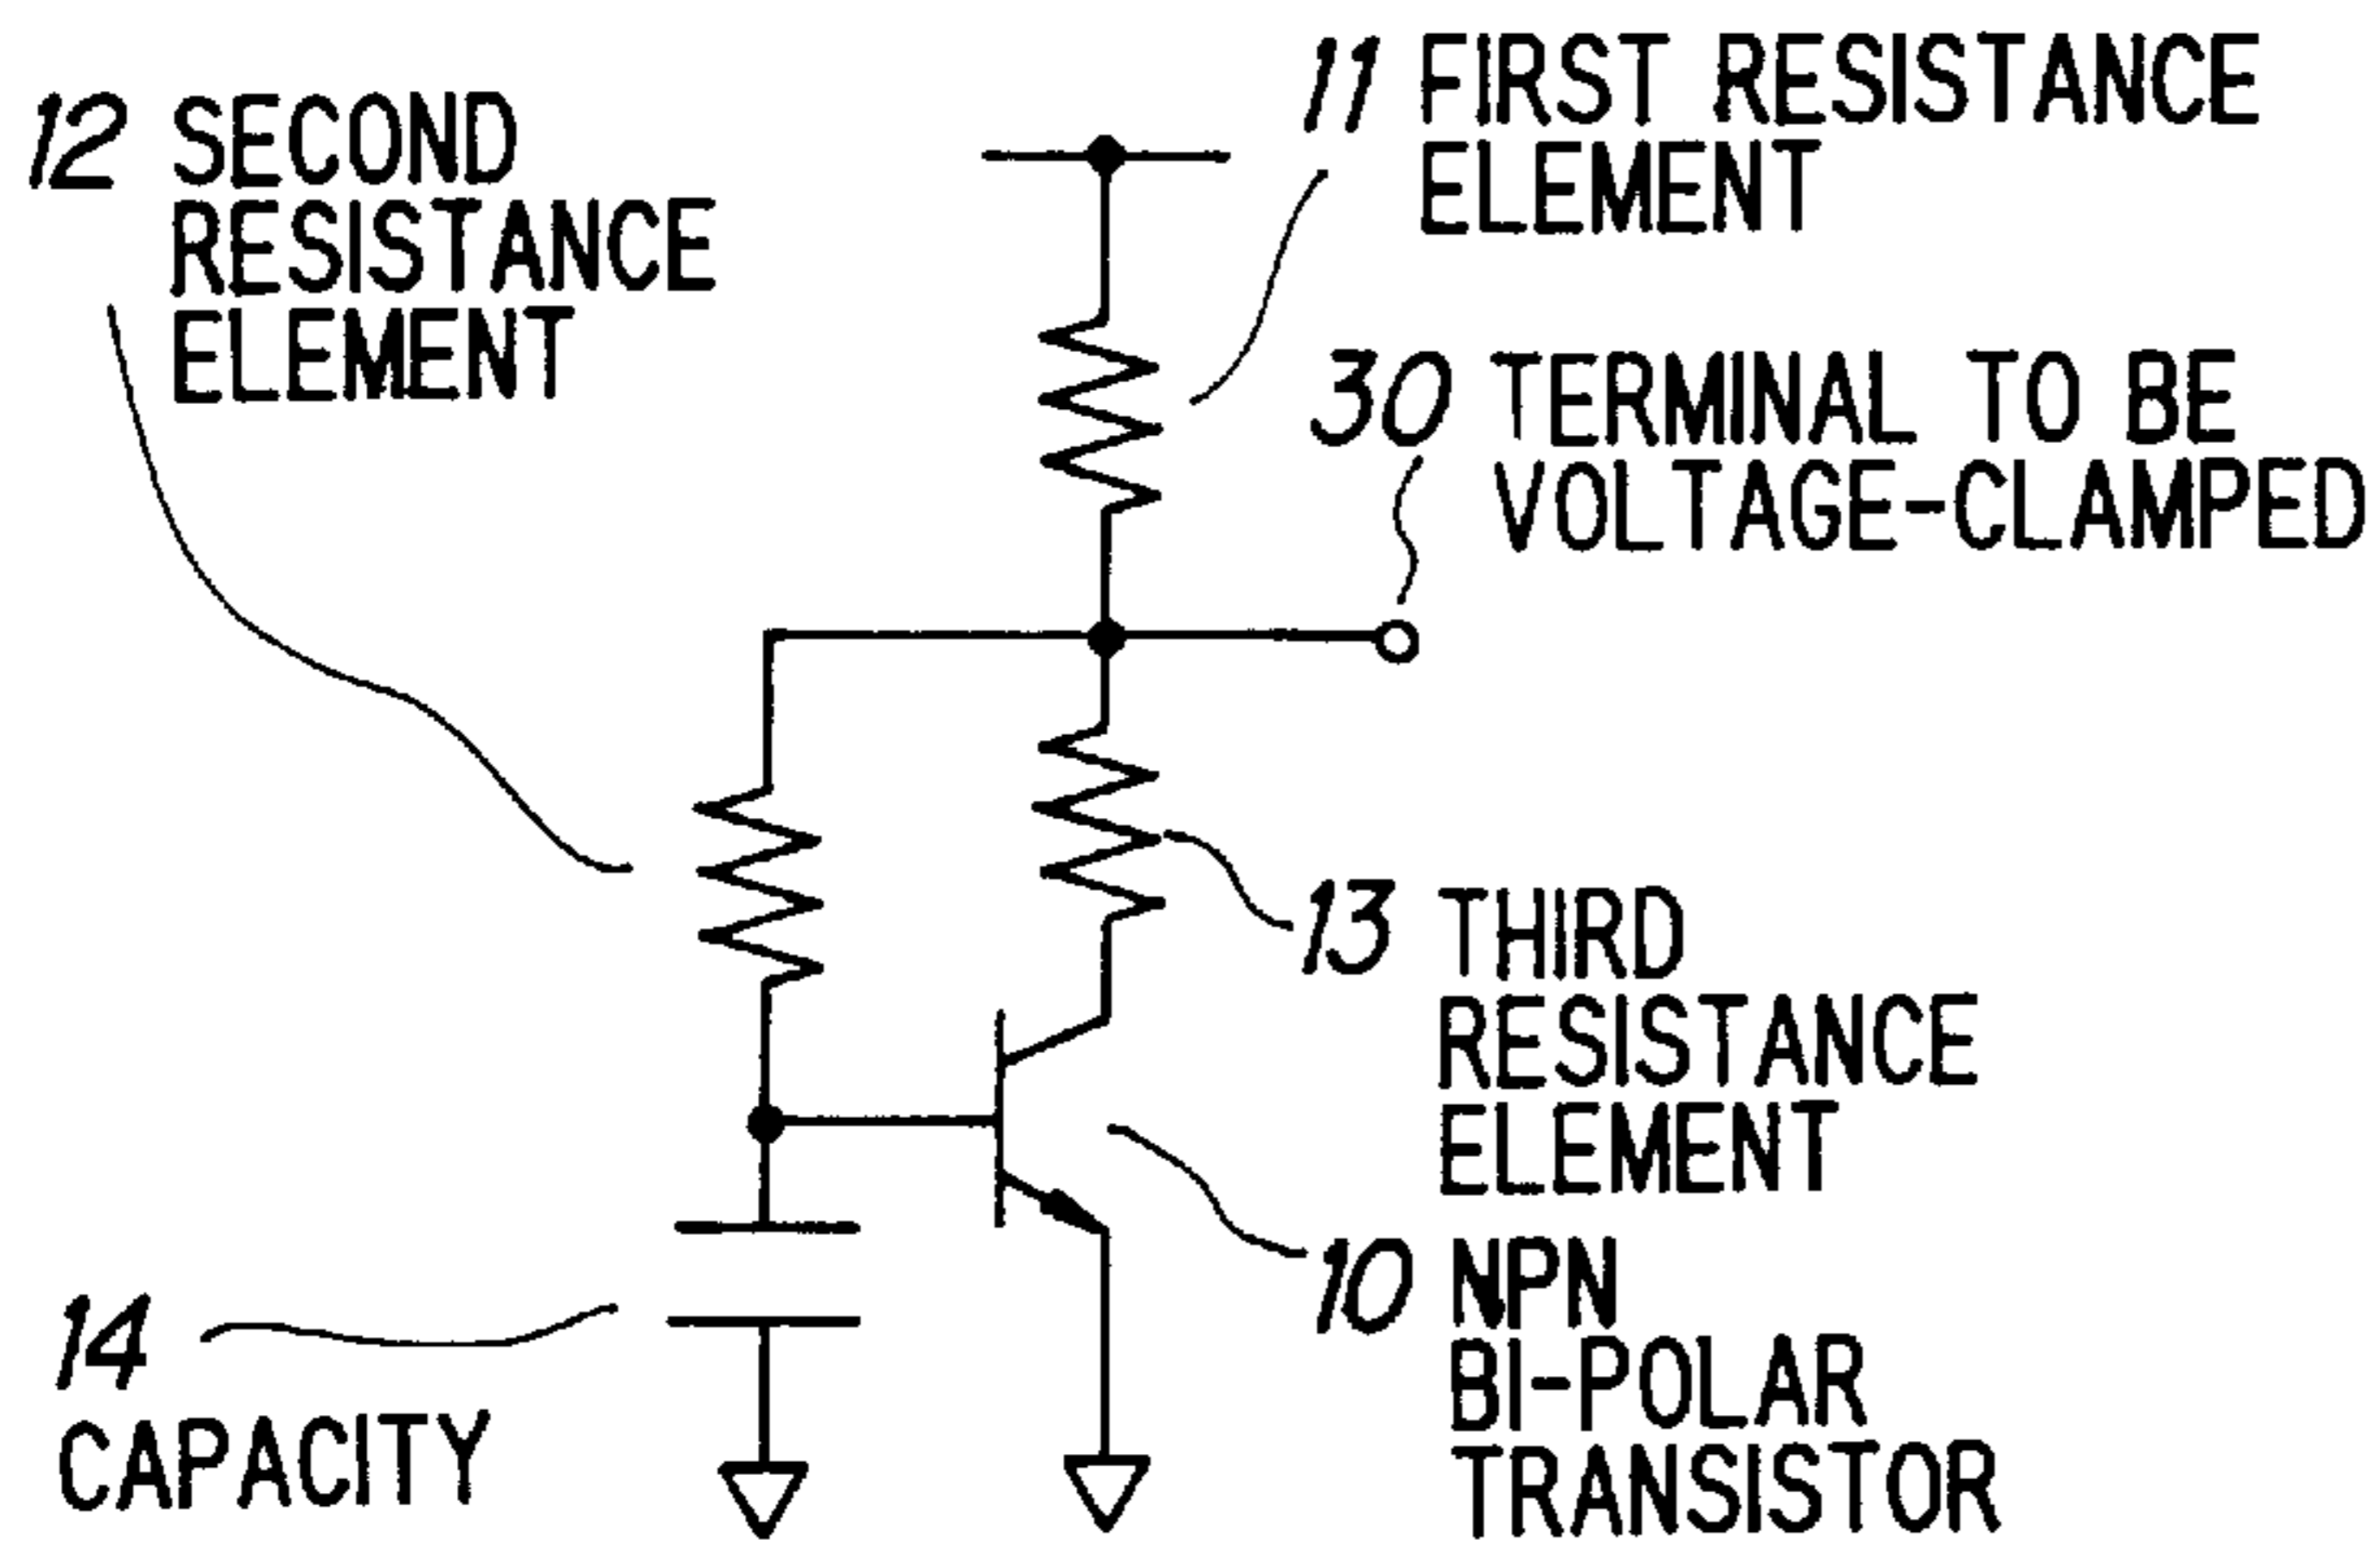 11 FIRST RESISTANCE
ELEMENT
12 SECOND
RESISTANCE
ELEMENT
30 TERMINAL TO BE
VOLTAGE-CLAMPED
13 THIRD
RESISTANCE
ELEMENT
10 NPN
BI-POLAR
TRANSISTOR
14
CAPACITY